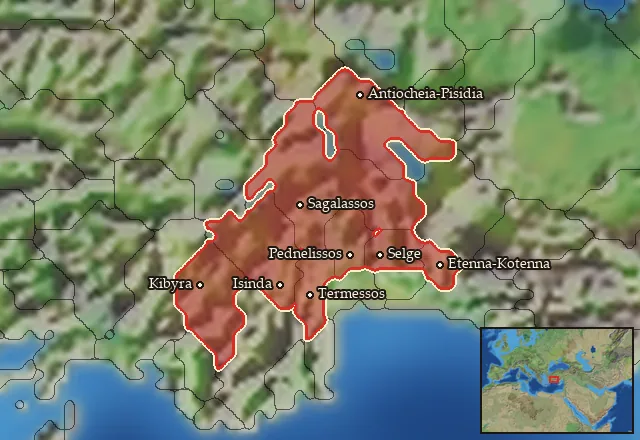 Antiocheia-Pisidia
Sagalassos
Pednelissos
Selge
Etenna-Kotenna
Kibyra
Isinda
Termessos